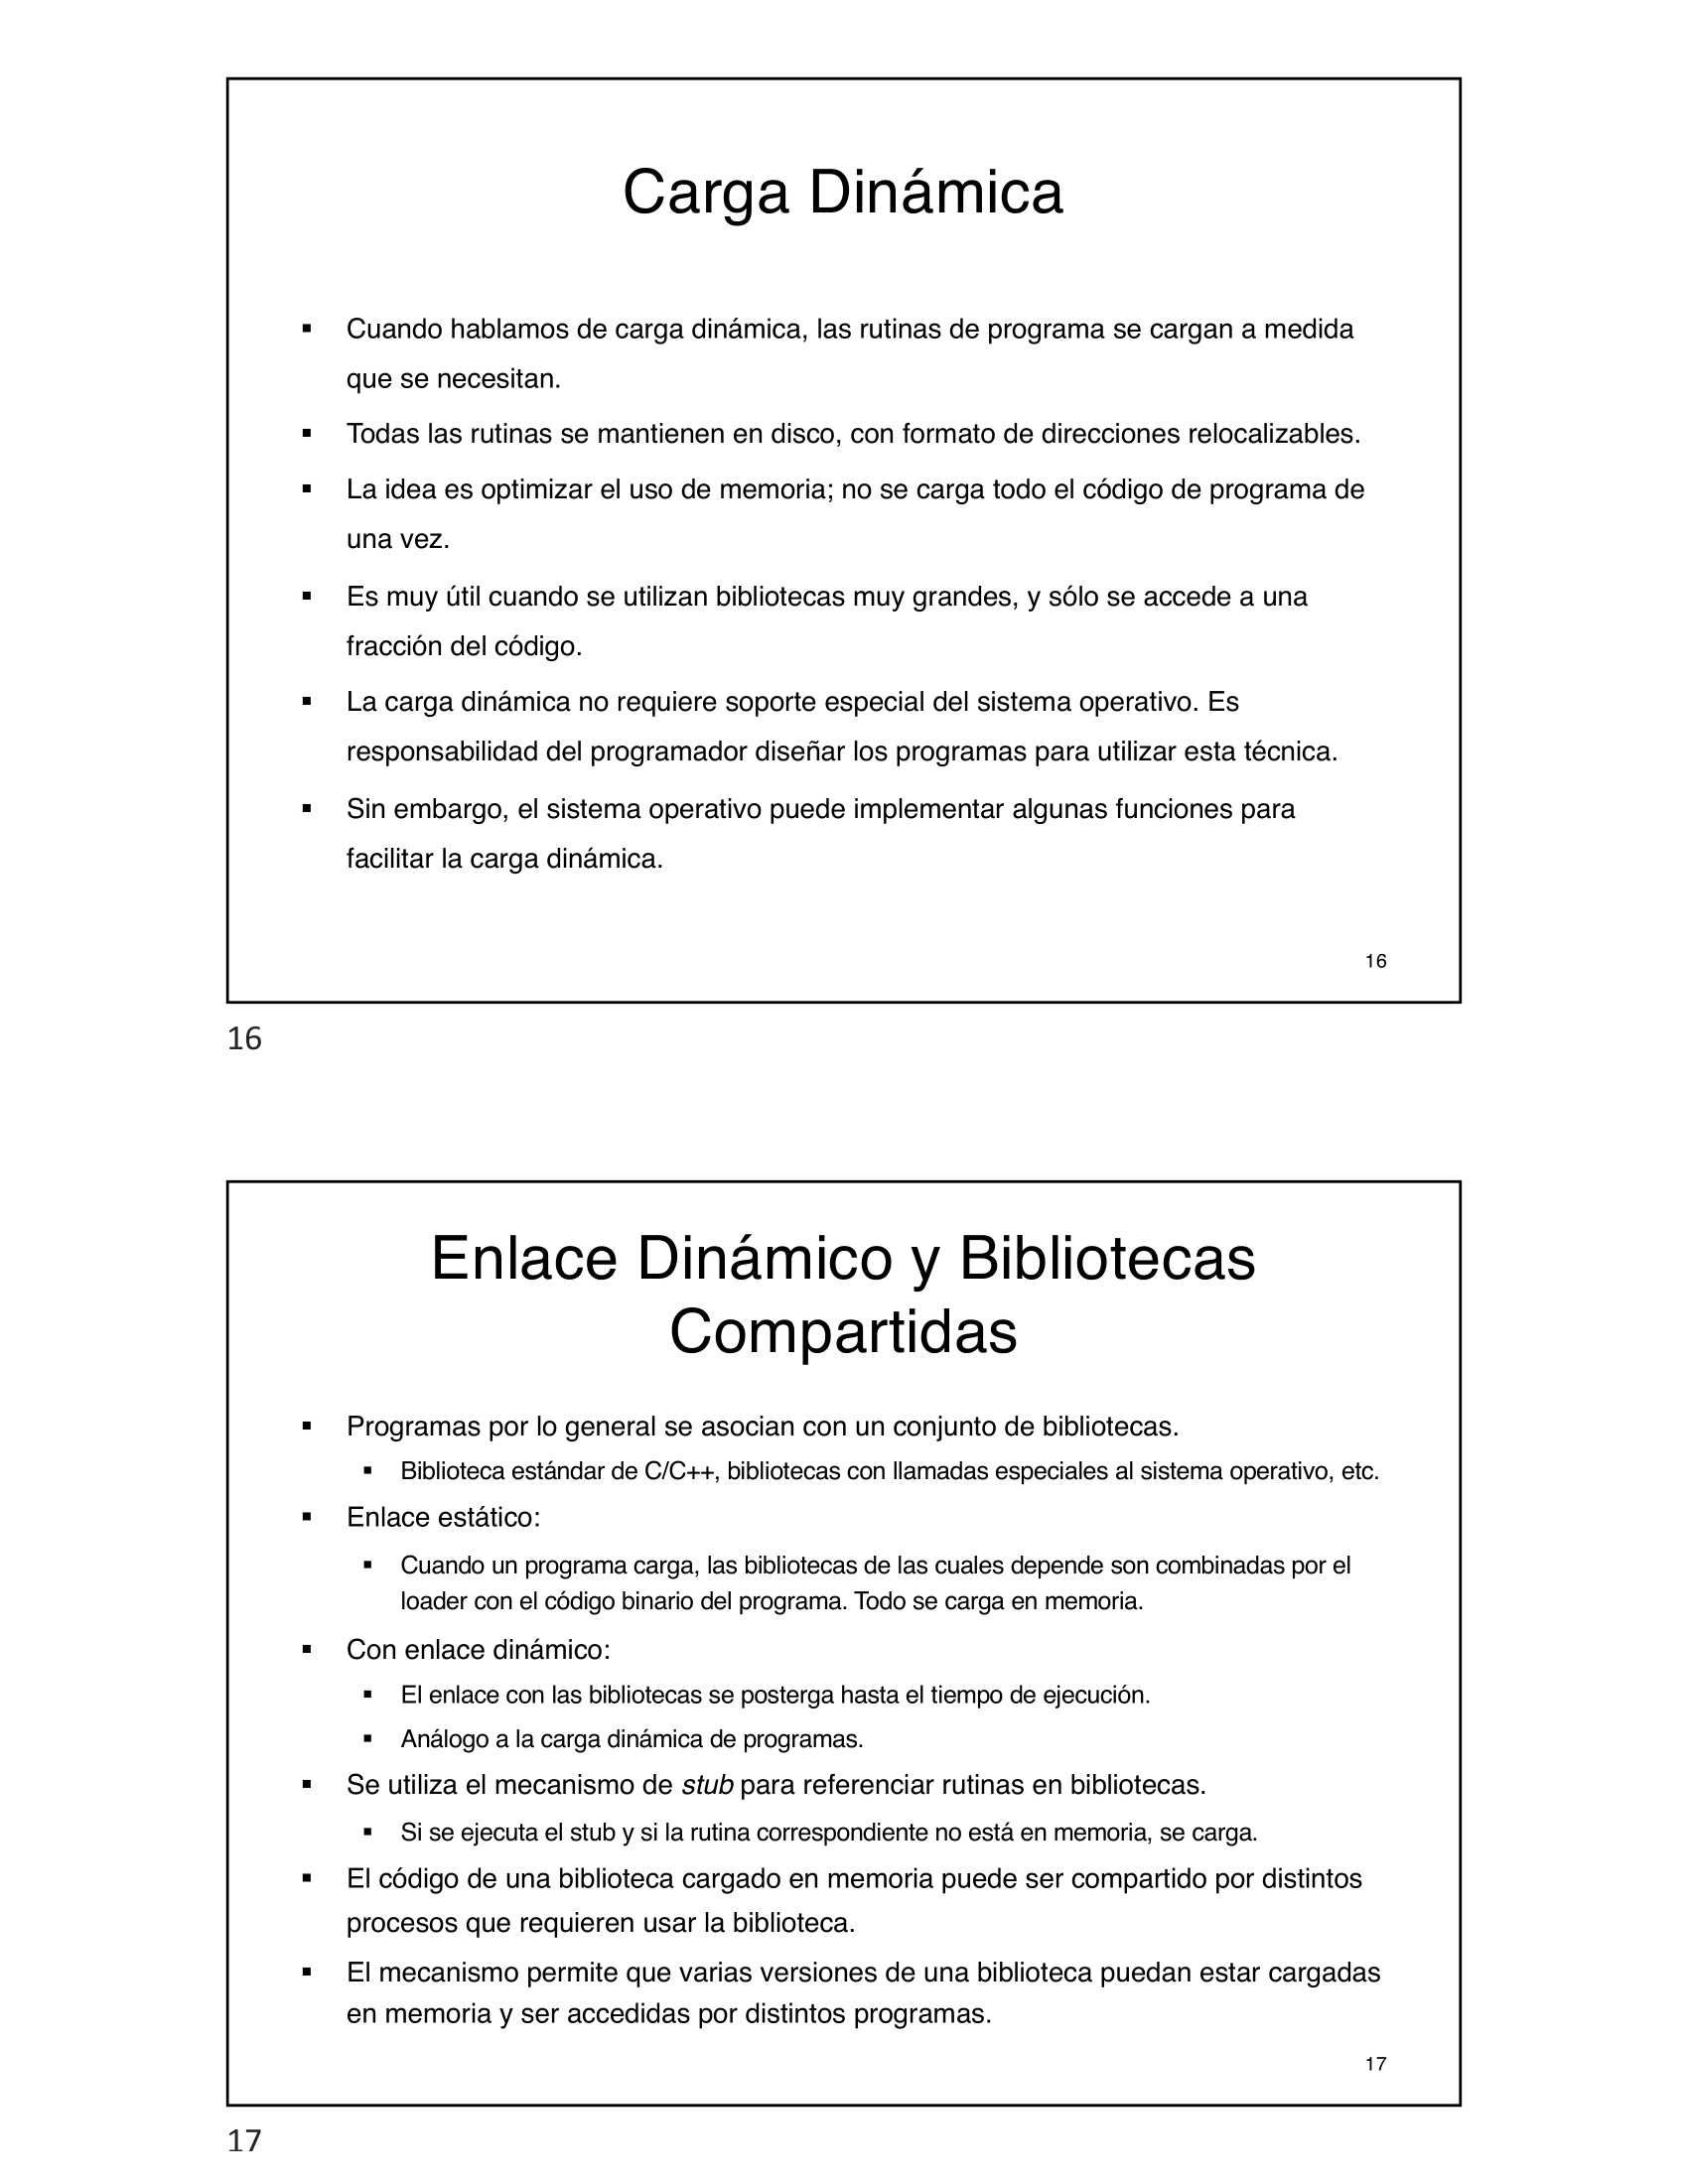 Carga Dinámica
▪ Cuando hablamos de carga dinámica, las rutinas de programa se cargan a medida
que se necesitan.
▪ Todas las rutinas se mantienen en disco, con formato de direcciones relocalizables.
▪ La idea es optimizar el uso de memoria; no se carga todo el código de programa de
una vez.
▪ Es muy útil cuando se utilizan bibliotecas muy grandes, y sólo se accede a una
fracción del código.
▪ La carga dinámica no requiere soporte especial del sistema operativo. Es
responsabilidad del programador diseñar los programas para utilizar esta técnica.
▪ Sin embargo, el sistema operativo puede implementar algunas funciones para
facilitar la carga dinámica.
16
16
Enlace Dinámico y Bibliotecas
Compartidas
▪ Programas por lo general se asocian con un conjunto de bibliotecas.
▪ Biblioteca estándar de C/C++, bibliotecas con llamadas especiales al sistema operativo, etc.
▪ Enlace estático:
▪ Cuando un programa carga, las bibliotecas de las cuales depende son combinadas por el
loader con el código binario del programa. Todo se carga en memoria.
▪ Con enlace dinámico:
▪ El enlace con las bibliotecas se posterga hasta el tiempo de ejecución.
▪ Análogo a la carga dinámica de programas.
▪ Se utiliza el mecanismo de stub para referenciar rutinas en bibliotecas.
▪ Si se ejecuta el stub y si la rutina correspondiente no está en memoria, se carga.
▪ El código de una biblioteca cargado en memoria puede ser compartido por distintos
procesos que requieren usar la biblioteca.
▪ El mecanismo permite que varias versiones de una biblioteca puedan estar cargadas
en memoria y ser accedidas por distintos programas.
17
17